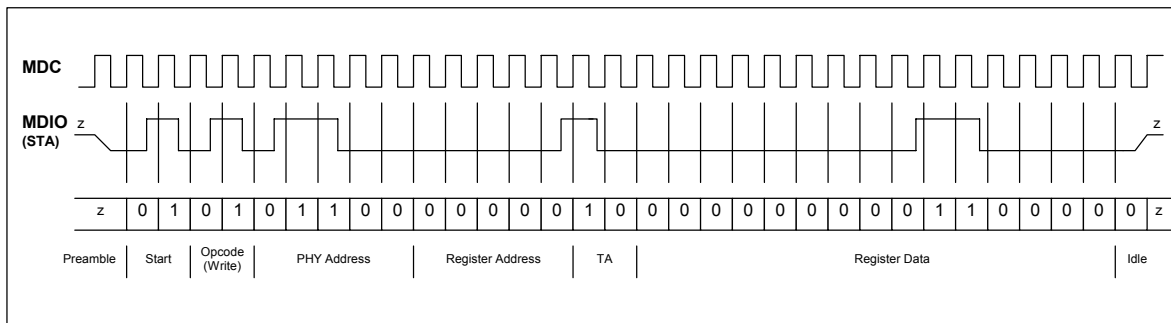 MDC
MDIO z z
(STA)
z 0 1 0 1 0 1 1 0 0 0 0 0 0 0 1 0 0 0 0 0 0 0 0 0 0 1 1 0 0 0 0 0 z
Preamble Start Opcode (Write) PHY Address Register Address TA Register Data Idle